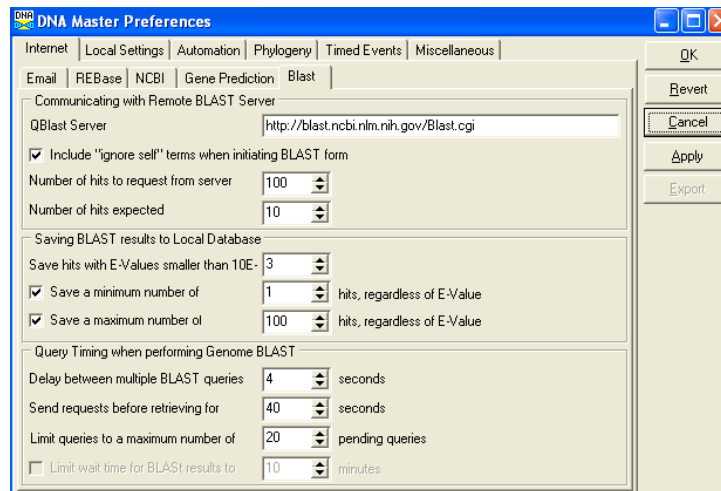 DNA Master Preferences
Internet Local Settings Automation Phylogeny Timed Events Miscellaneous
OK
Email REBase NCBI Gene Prediction Blast
Revert
Communicating with Remote BLAST Server
QBlast Server http://blast.ncbi.nlm.nih.gov/Blast.cgi
Cancel
Include "ignore self" terms when initiating BLAST form
Apply
Number of hits to request from server 100
Export
Number of hits expected 10
Saving BLAST results to Local Database
Save hits with E-Values smaller than 10E- 3
Save a minimum number of 1 hits, regardless of E-Value
Save a maximum number of 100 hits, regardless of E-Value
Query Timing when performing Genome BLAST
Delay between multiple BLAST queries 4 seconds
Send requests before retrieving for 40 seconds
Limit queries to a maximum number of 20 pending queries
Limit wait time for BLASt results to 10 minutes